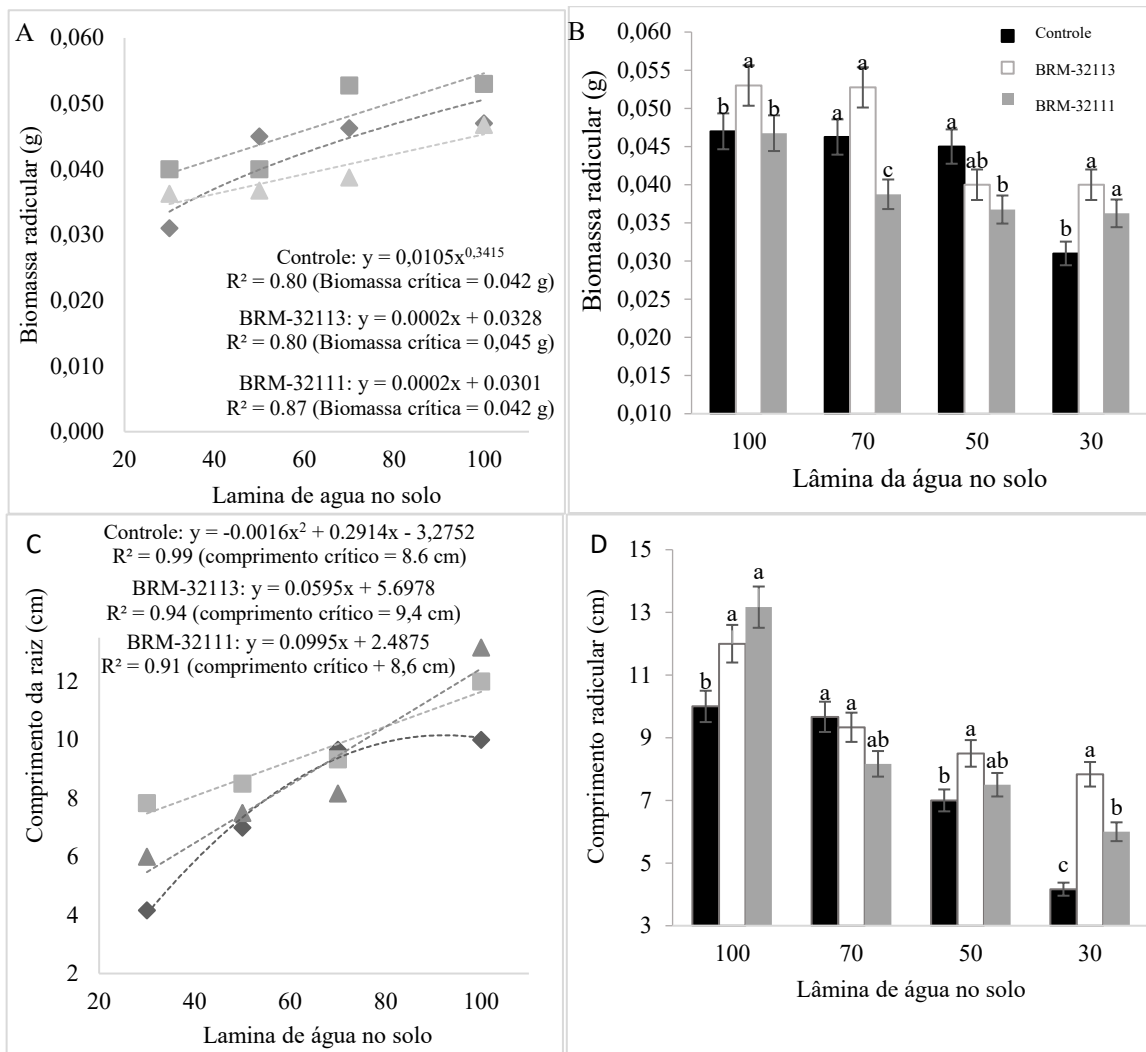 A
0,060
0,050
0,040
0,030
0,020
0,010
0,000
Biomassa radicular (g)
Controle: y = 0,0105x^0,3415
R² = 0.80 (Biomassa crítica = 0.042 g)
BRM-32113: y = 0.0002x + 0.0328
R² = 0.80 (Biomassa crítica = 0,045 g)
BRM-32111: y = 0.0002x + 0.0301
R² = 0.87 (Biomassa crítica = 0.042 g)
20 40 60 80 100
Lamina de agua no solo
B
0,060
0,055
0,050
0,045
0,040
0,035
0,030
0,025
0,020
0,015
0,010
Biomassa radicular (g)
Controle
BRM-32113
BRM-32111
b a b
a a c
a ab b
b a a
100 70 50 30
Lâmina da água no solo
C
Controle: y = -0.0016x² + 0.2914x - 3,2752
R² = 0.99 (comprimento crítico = 8.6 cm)
BRM-32113: y = 0.0595x + 5.6978
R² = 0.94 (comprimento crítico = 9,4 cm)
BRM-32111: y = 0.0995x + 2.4875
R² = 0.91 (comprimento crítico + 8,6 cm)
12
10
8
6
4
2
Comprimento da raiz (cm)
20 40 60 80 100
Lamina de água no solo
D
15
13
11
9
7
5
3
Comprimento radicular (cm)
b a a
a a ab
b a ab
c a b
100 70 50 30
Lâmina de água no solo